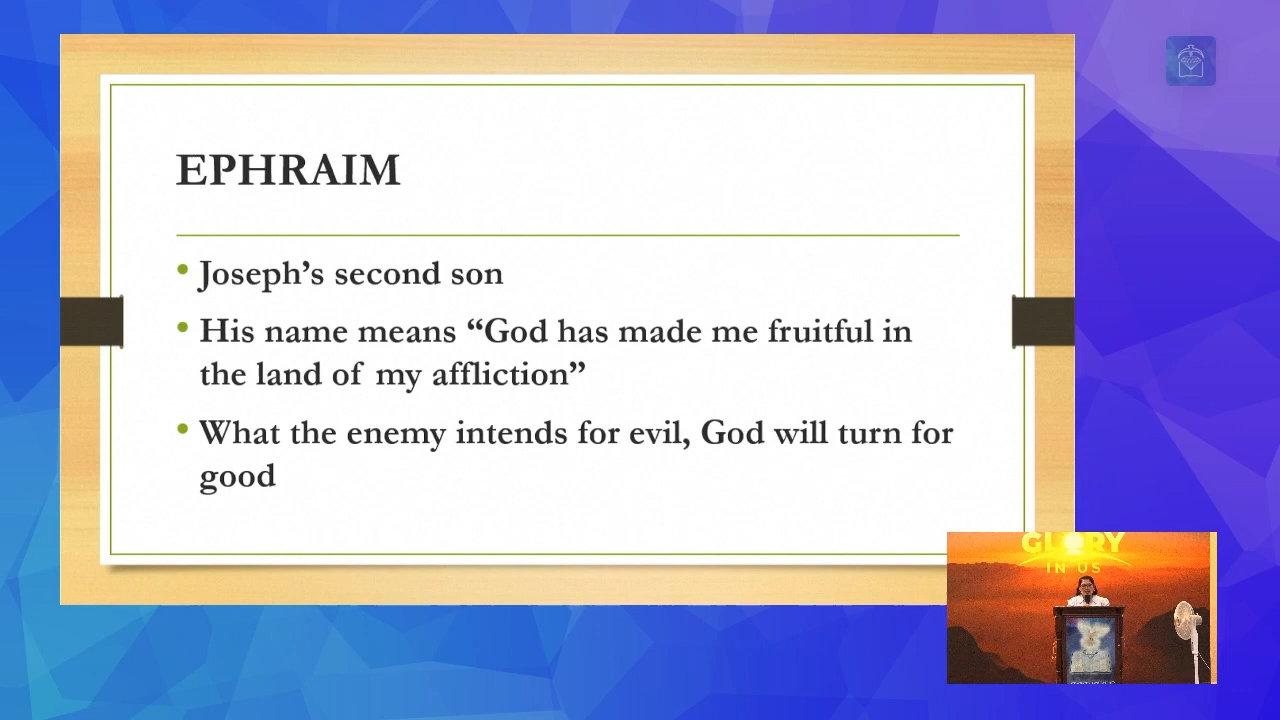 EPHRAIM
• Joseph’s second son
• His name means “God has made me fruitful in
the land of my affliction”
• What the enemy intends for evil, God will turn for
good
GLORY
IN US